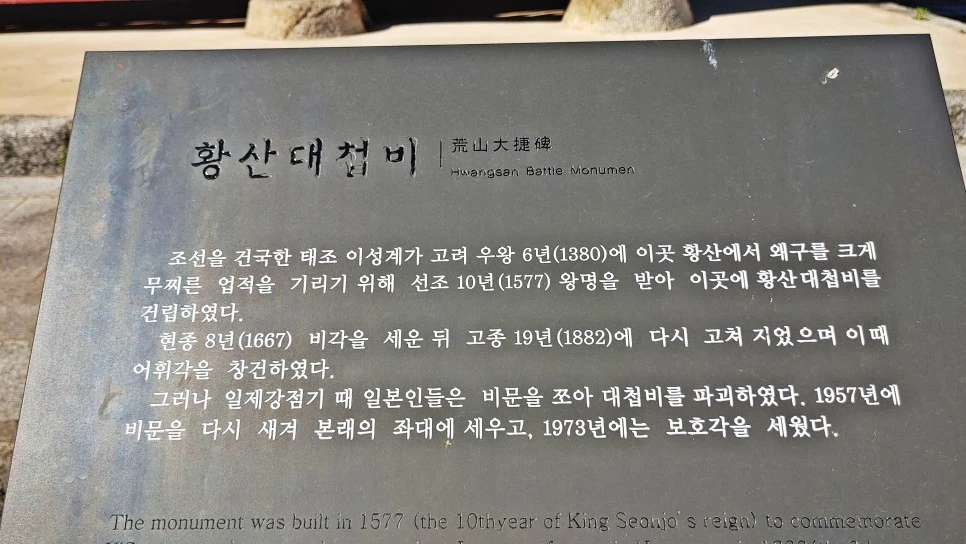 황산대첩비
荒山大捷碑
Hwangsan Battle Monumen
조선을 건국한 태조 이성계가 고려 우왕 6년(1380)에 이곳 황산에서 왜구를 크게
무찌른 업적을 기리기 위해 선조 10년(1577) 왕명을 받아 이곳에 황산대첩비를
건립하였다.
현종 8년(1667) 비각을 세운 뒤 고종 19년(1882)에 다시 고쳐 지었으며 이때
어휘각을 창건하였다.
그러나 일제강점기 때 일본인들은 비문을 쪼아 대첩비를 파괴하였다. 1957년에
비문을 다시 새겨 본래의 좌대에 세우고, 1973년에는 보호각을 세웠다.
The monument was built in 1577 (the 10thyear of King Seonjo's reign) to commemorate